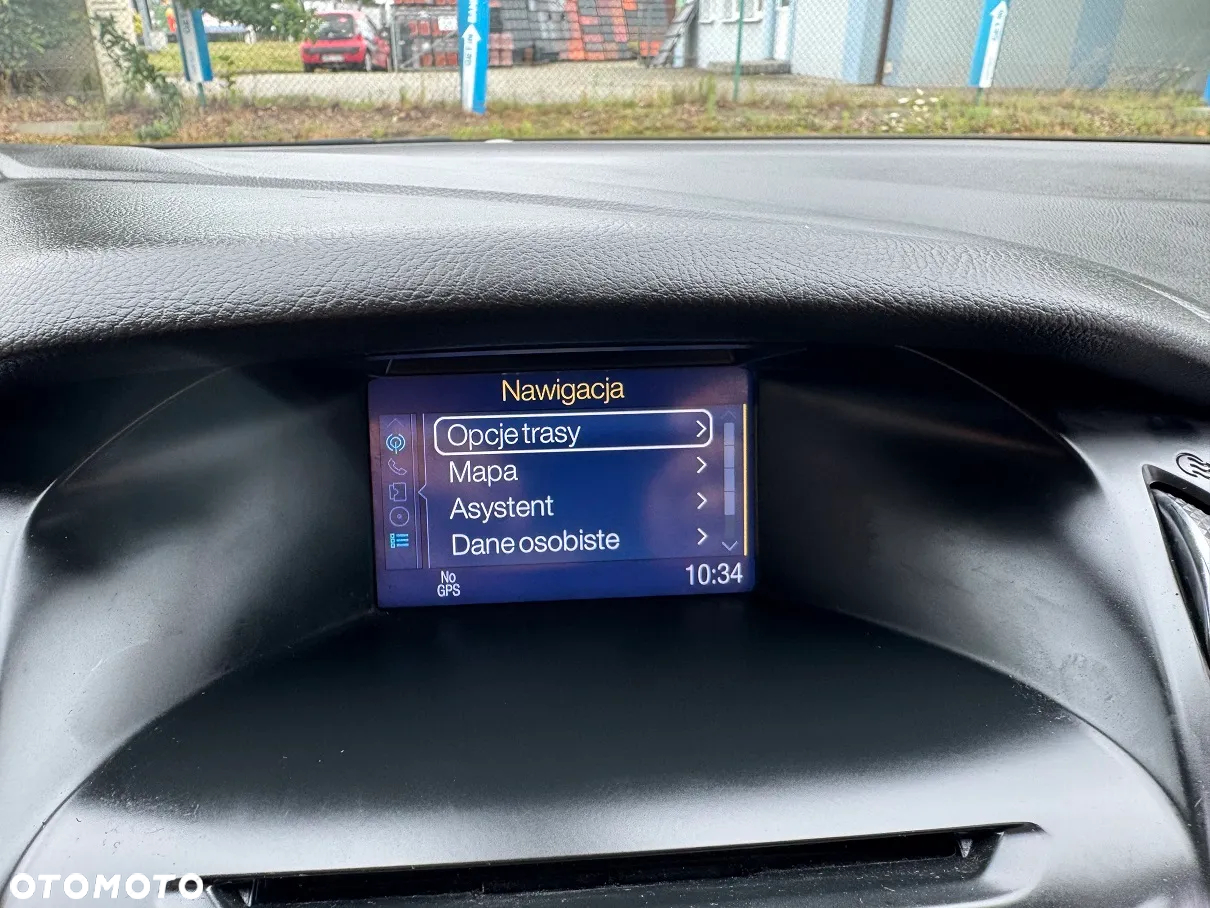 Nawigacja
Opcje trasy
Mapa
Asystent
Dane osobiste
No
GPS
10:34
OTOMOTO